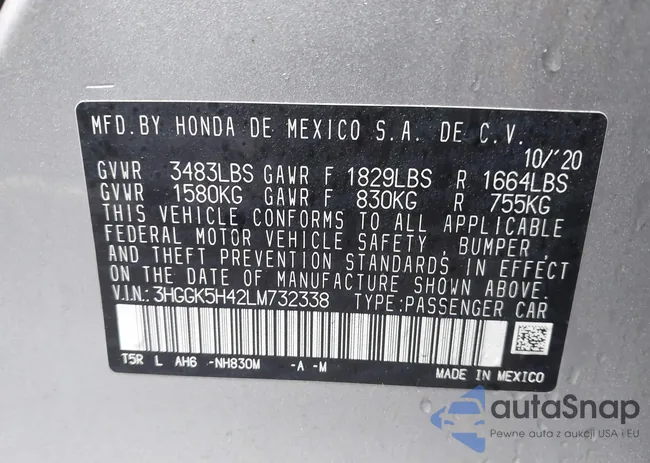 MFD.BY HONDA DE MEXICO S.A. DE C.V.
10/'20
GVWR 3483LBS GAWR F 1829LBS R 1664LBS
GVWR 1580KG GAWR F 830KG R 755KG
THIS VEHICLE CONFORMS TO ALL APPLICABLE
FEDERAL MOTOR VEHICLE SAFETY, BUMPER,
AND THEFT PREVENTION STANDARDS IN EFFECT
ON THE DATE OF MANUFACTURE SHOWN ABOVE.
V.I.N.: 3HGGK5H42LM732338 TYPE:PASSENGER CAR
T5R L AH6 -NH830M -A -M
MADE IN MEXICO
autaSnap
Pewne auta z aukcji USA i EU